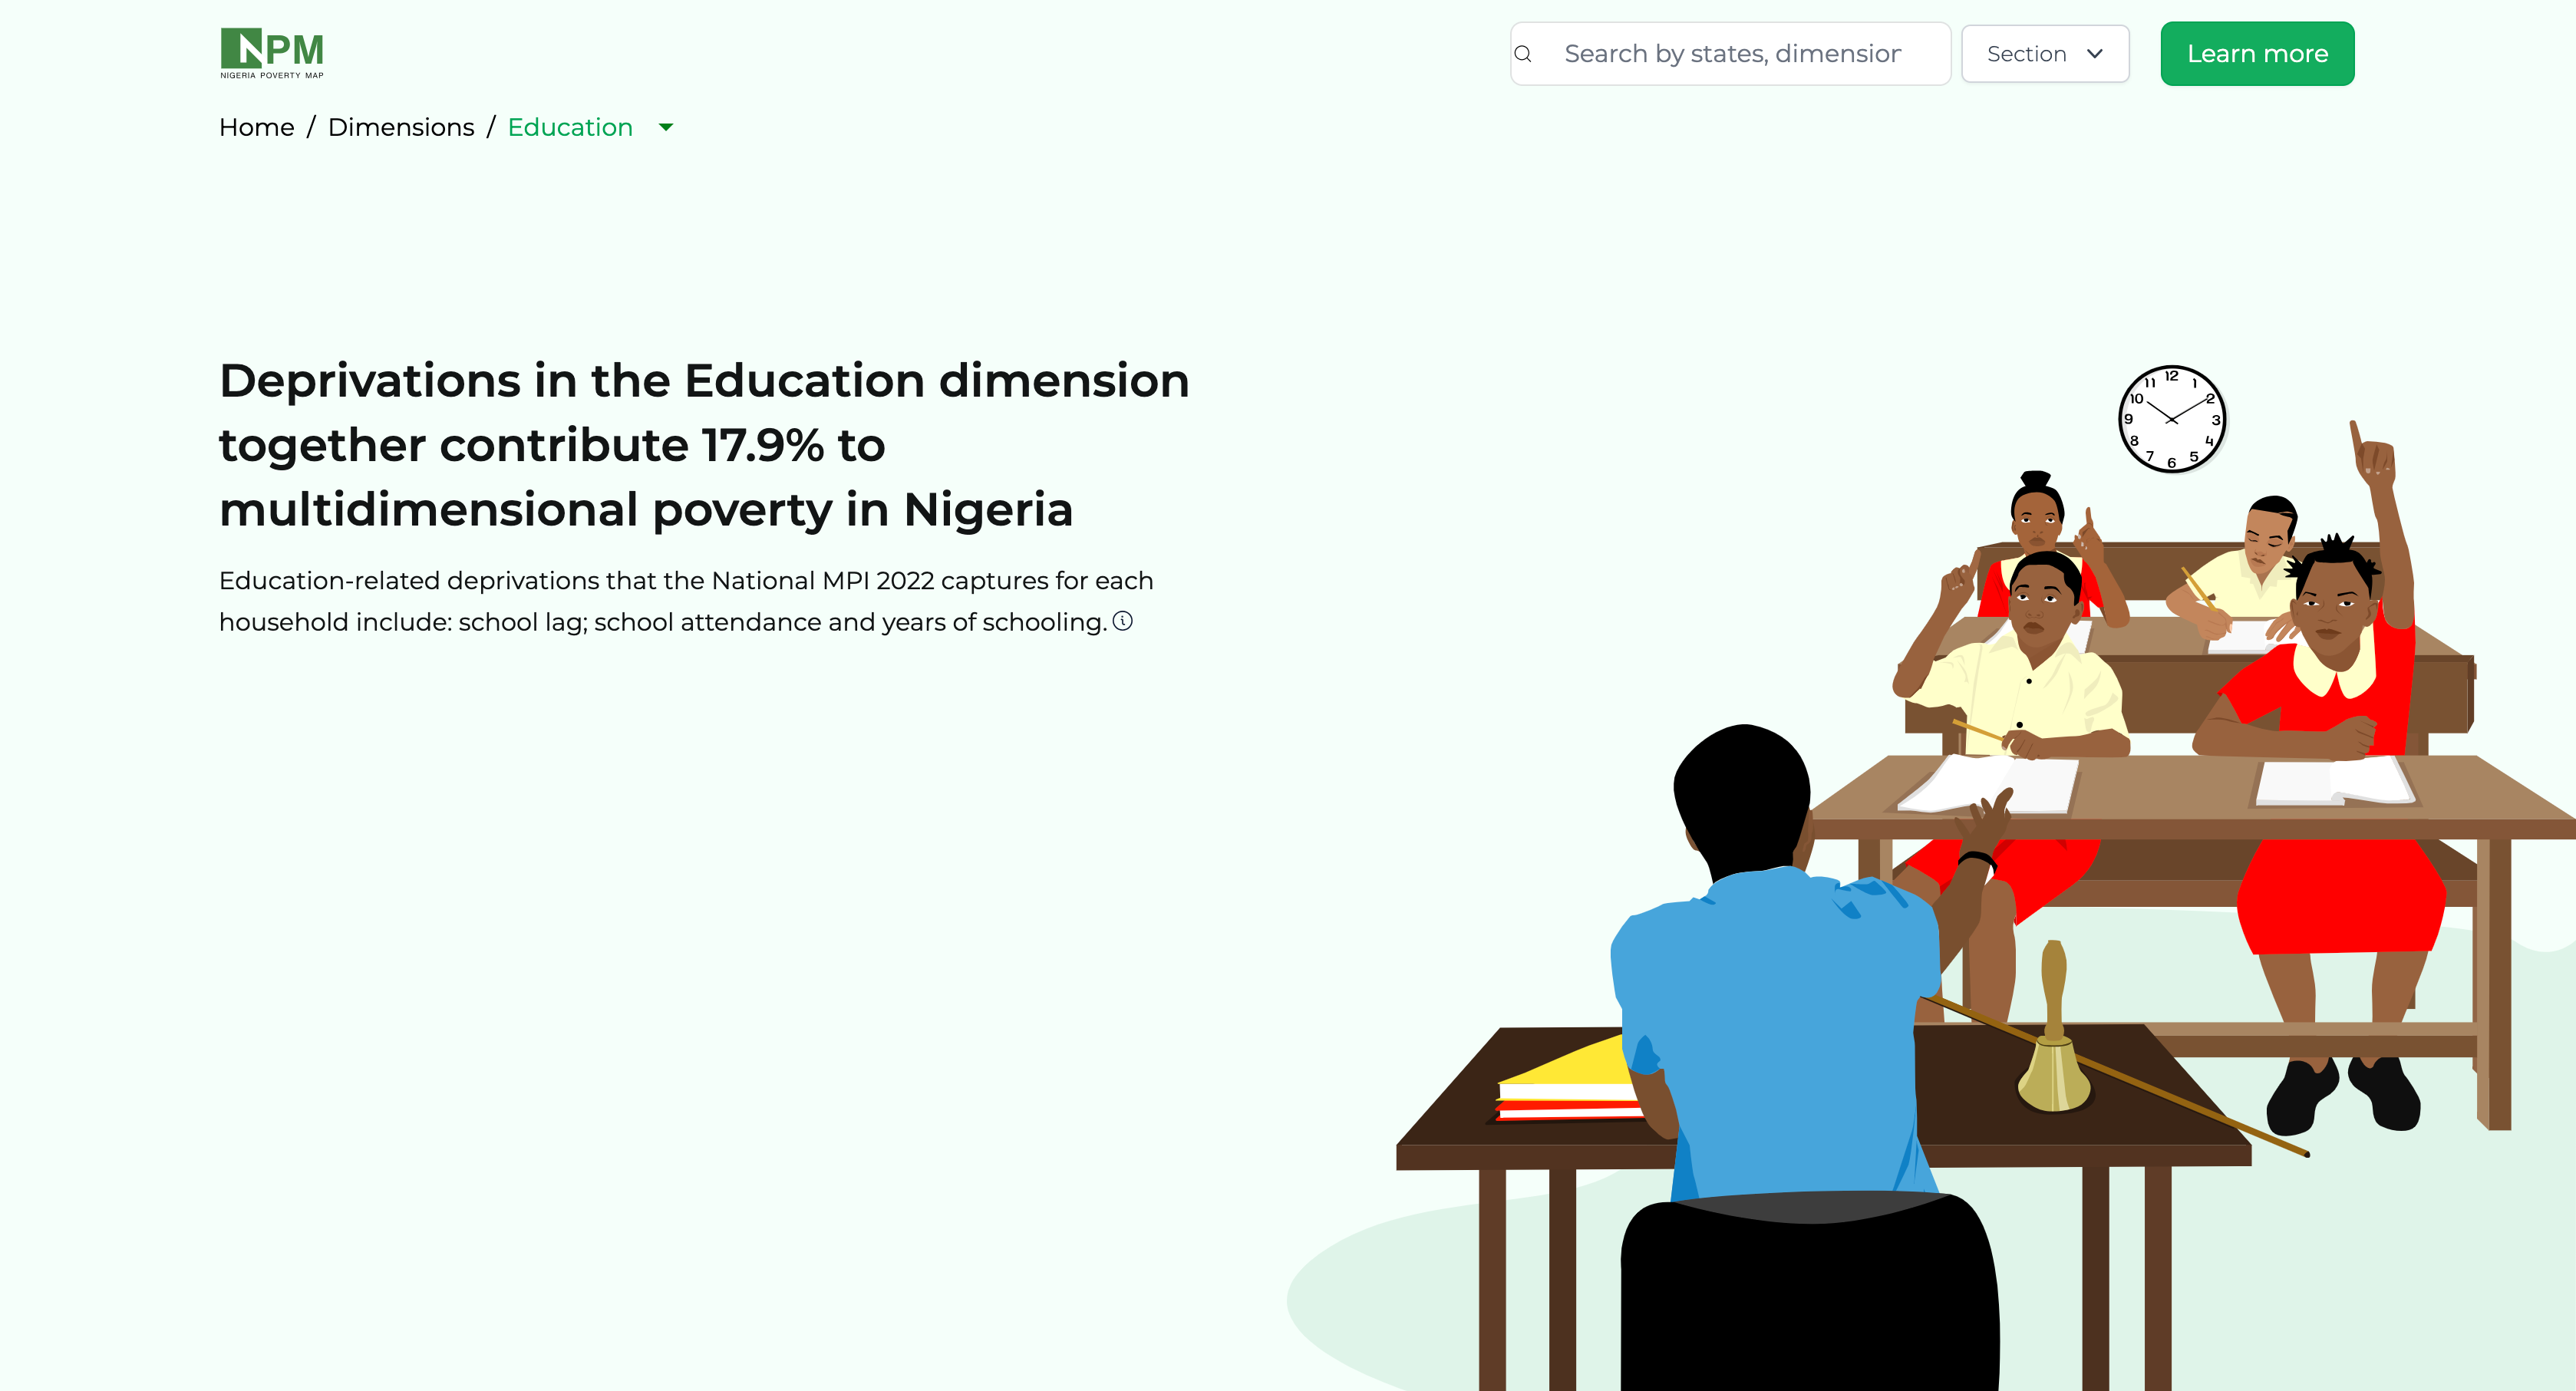 NPM
NIGERIA POVERTY MAP
Search by states, dimension
Section
Learn more
Home / Dimensions / Education
Deprivations in the Education dimension
together contribute 17.9% to
multidimensional poverty in Nigeria
Education-related deprivations that the National MPI 2022 captures for each
household include: school lag; school attendance and years of schooling.
12
11 1
10 2
9 3
8 4
7 5
6